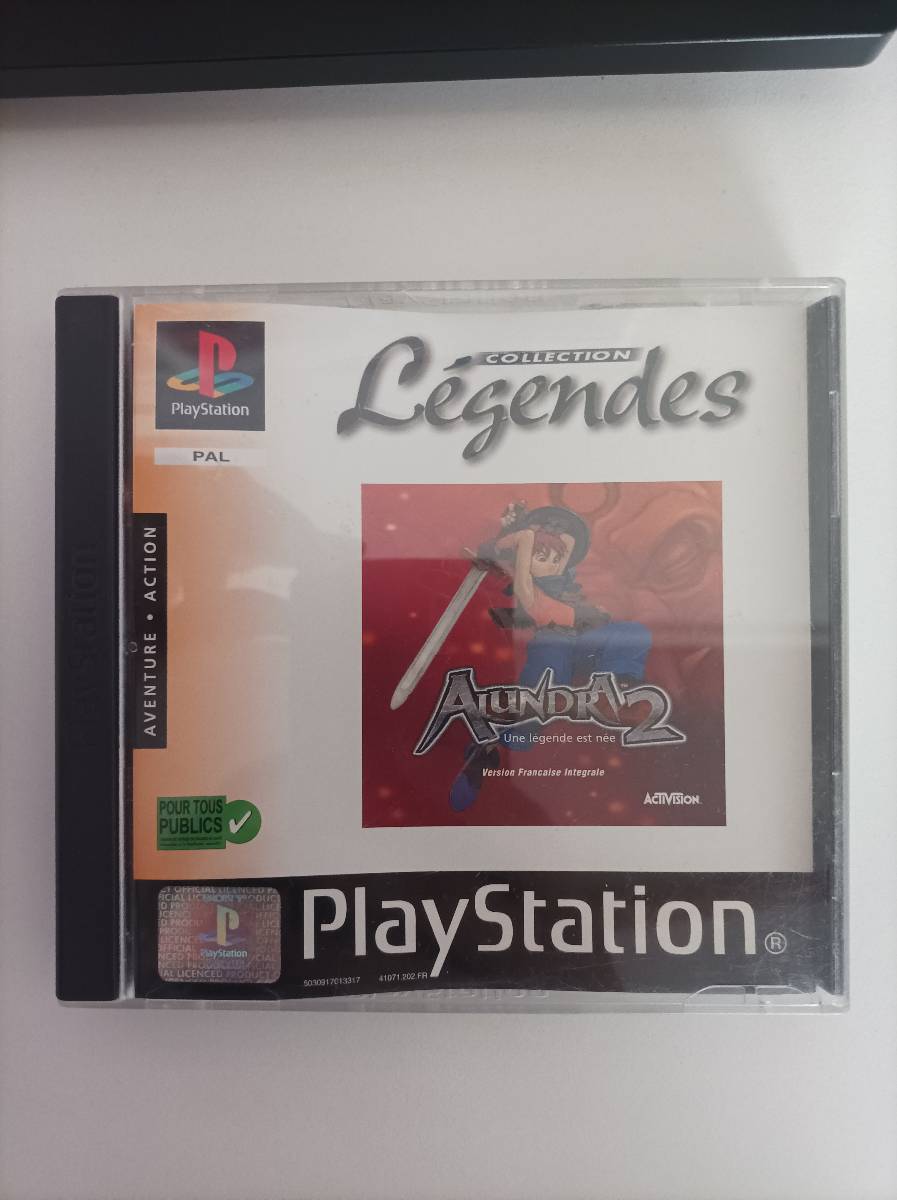 PlayStation
PAL
COLLECTION
Légendes
AVENTURE • ACTION
ALUNDRA 2
Une légende est née
Version Francaise Integrale
ACTIVISION
POUR TOUS
PUBLICS
PlayStation
PlayStation®
5030917013317 41071.202.FR